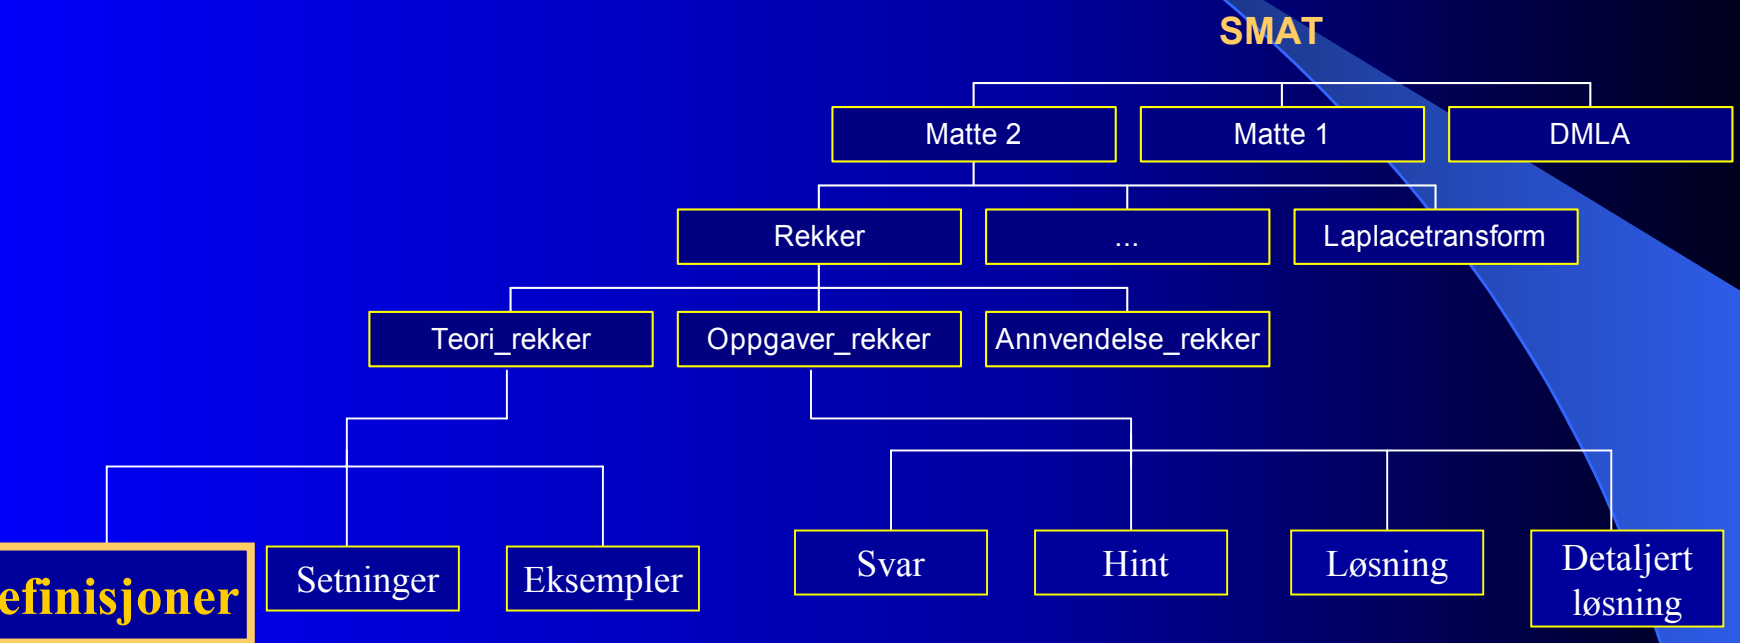 SMAT
Matte 2
Matte 1
DMLA
Rekker
...
Laplacetransform
Teori_rekker
Oppgaver_rekker
Annvendelse_rekker
efinisjoner
Setninger
Eksempler
Svar
Hint
Løsning
Detaljert
løsning